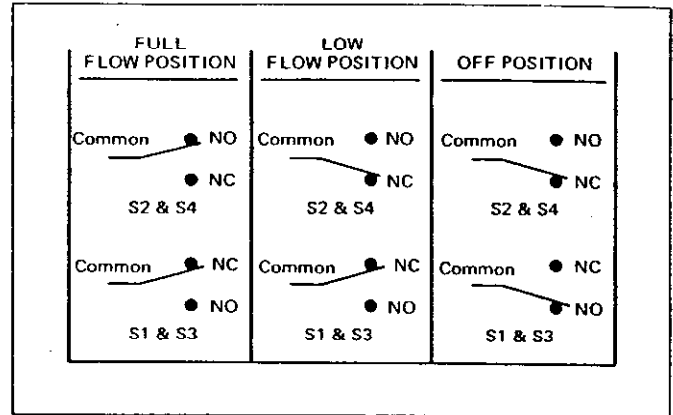 FULL FLOW POSITION
LOW FLOW POSITION
OFF POSITION
Common NO
NC
S2 & S4
Common NO
NC
S2 & S4
Common NO
NC
S2 & S4
Common NC
NO
S1 & S3
Common NC
NO
S1 & S3
Common NC
NO
S1 & S3